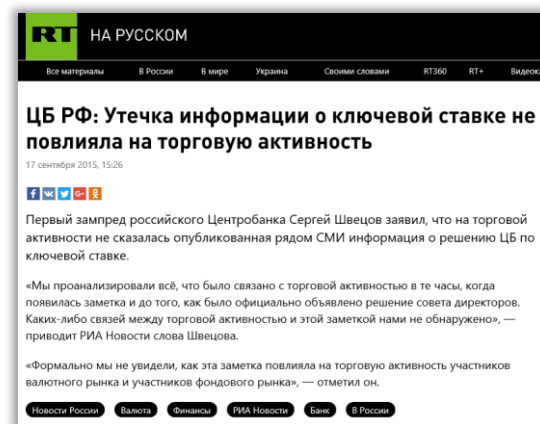 RT НА РУССКОМ
Все материалы В России В мире Украина Своими словами RT360 RT+
ЦБ РФ: Утечка информации о ключевой ставке не
повлияла на торговую активность
17 сентября 2015, 15:26
Первый зампред российского Центробанка Сергей Швецов заявил, что на торговой
активности не сказалась опубликованная рядом СМИ информация о решению ЦБ по
ключевой ставке.
«Мы проанализировали всё, что было связано с торговой активностью в те часы, когда
появилась заметка и до того, как было официально объявлено решение совета директоров.
Каких-либо связей между торговой активностью и этой заметкой нами не обнаружено», —
приводит РИА Новости слова Швецова.
«Формально мы не увидели, как эта заметка повлияла на торговую активность участников
валютного рынка и участников фондового рынка», — отметил он.
Новости России Валюта Финансы РИА Новости Банк В России